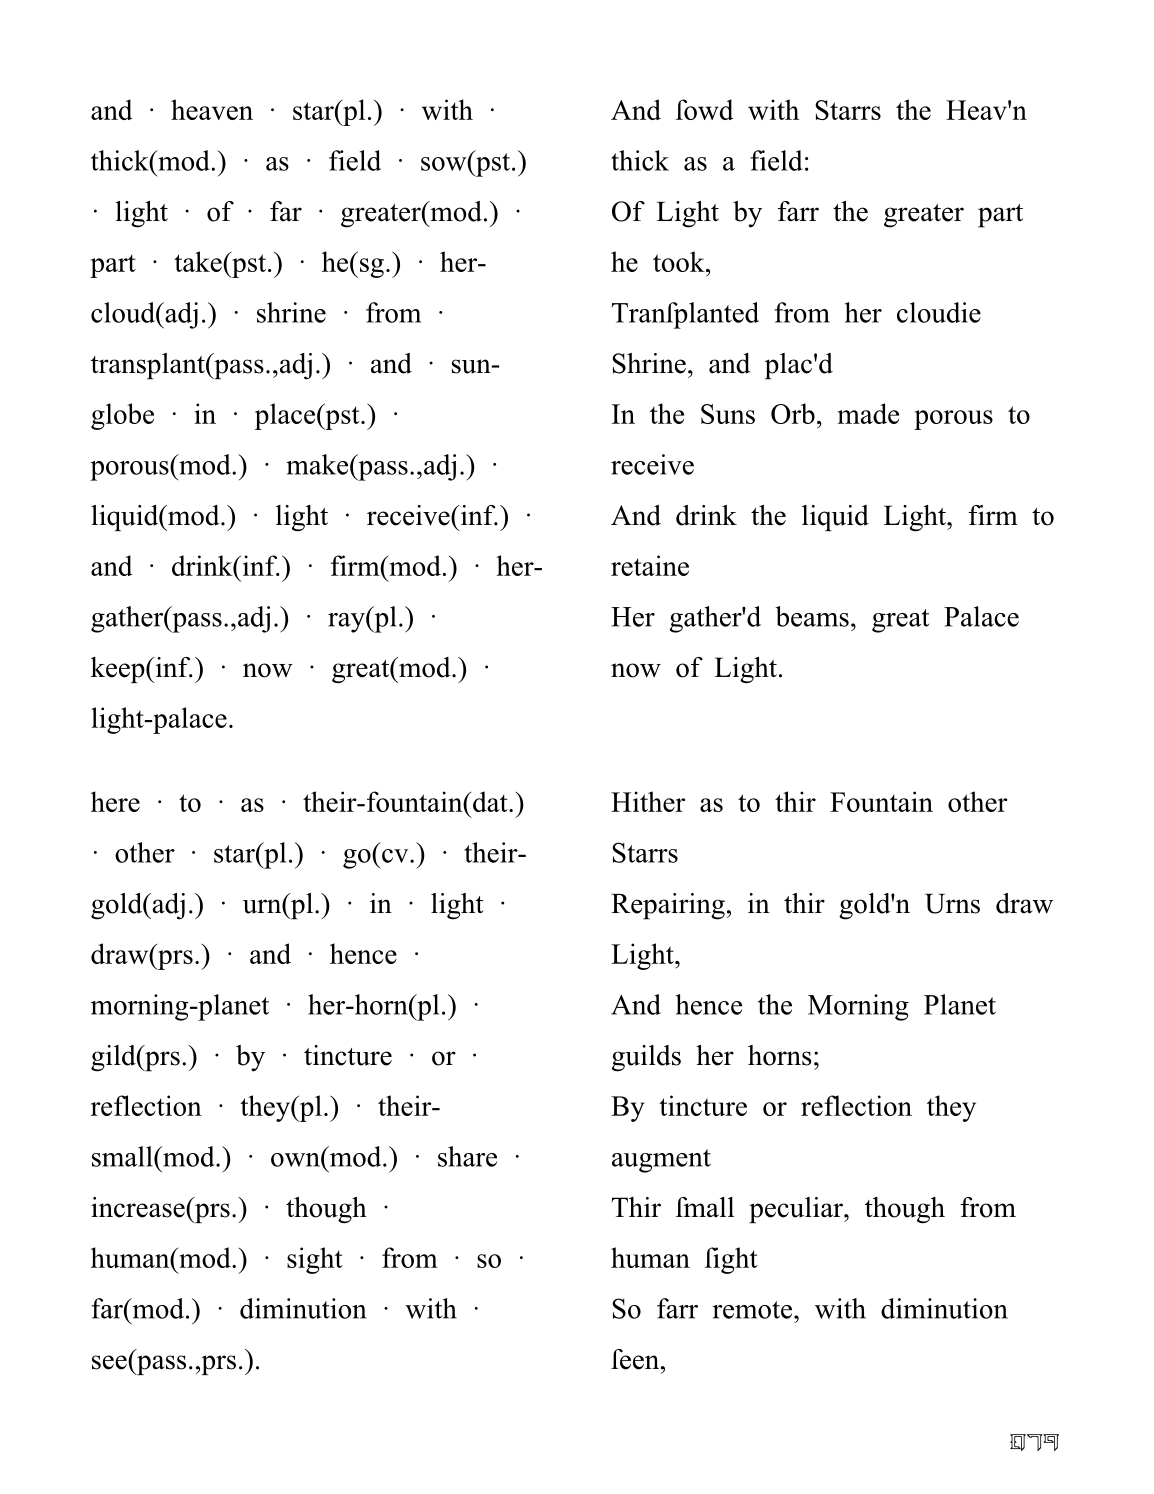 and · heaven · star(pl.) · with ·
thick(mod.) · as · field · sow(pst.)
· light · of · far · greater(mod.) ·
part · take(pst.) · he(sg.) · her-
cloud(adj.) · shrine · from ·
transplant(pass.,adj.) · and · sun-
globe · in · place(pst.) ·
porous(mod.) · make(pass.,adj.) ·
liquid(mod.) · light · receive(inf.) ·
and · drink(inf.) · firm(mod.) · her-
gather(pass.,adj.) · ray(pl.) ·
keep(inf.) · now · great(mod.) ·
light-palace.
here · to · as · their-fountain(dat.)
· other · star(pl.) · go(cv.) · their-
gold(adj.) · urn(pl.) · in · light ·
draw(prs.) · and · hence ·
morning-planet · her-horn(pl.) ·
gild(prs.) · by · tincture · or ·
reflection · they(pl.) · their-
small(mod.) · own(mod.) · share ·
increase(prs.) · though ·
human(mod.) · sight · from · so ·
far(mod.) · diminution · with ·
see(pass.,prs.).
And ſowd with Starrs the Heav'n
thick as a field:
Of Light by farr the greater part
he took,
Tranſplanted from her cloudie
Shrine, and plac'd
In the Suns Orb, made porous to
receive
And drink the liquid Light, firm to
retaine
Her gather'd beams, great Palace
now of Light.
Hither as to thir Fountain other
Starrs
Repairing, in thir gold'n Urns draw
Light,
And hence the Morning Planet
guilds her horns;
By tincture or reflection they
augment
Thir ſmall peculiar, though from
human ſight
So farr remote, with diminution
ſeen,